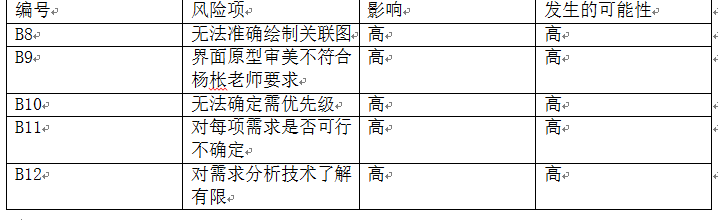 编号 风险项 影响 发生的可能性
B8 无法准确绘制关联图 高 高
B9 界面原型审美不符合 高 高
杨枨老师要求
B10 无法确定需优先级 高 高
B11 对每项需求是否可行 高 高
不确定
B12 对需求分析技术了解 高 高
有限